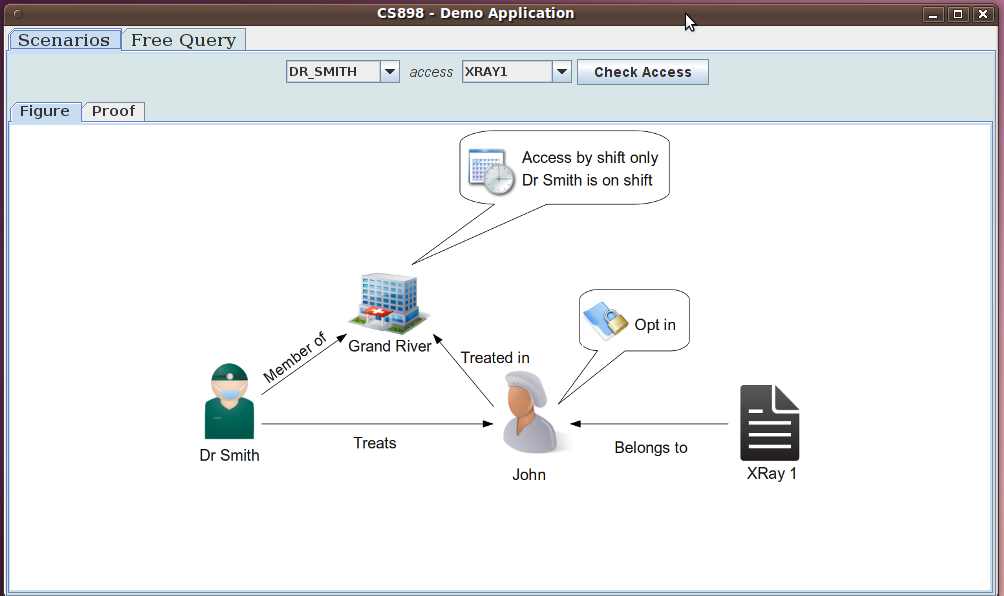 CS898 - Demo Application
Scenarios
Free Query
DR_SMITH
access
XRAY1
Check Access
Figure
Proof
Access by shift only
Dr Smith is on shift
Grand River
Opt in
Member of
Treated in
Dr Smith
Treats
John
Belongs to
XRay 1